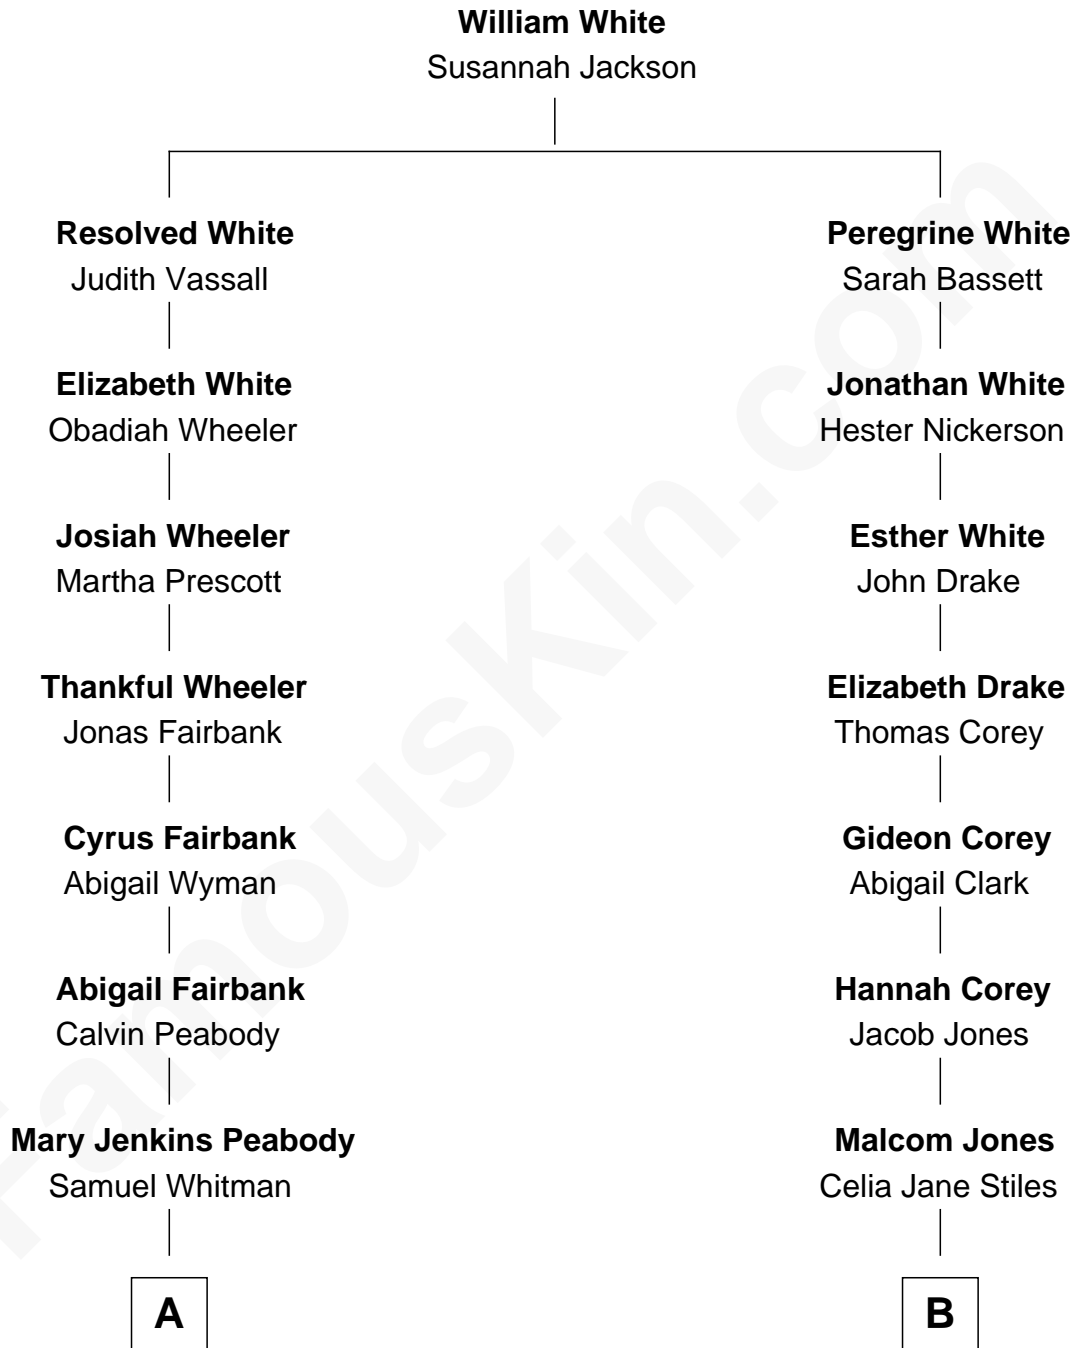 William White
Susannah Jackson
Resolved White
Judith Vassall
Peregrine White
Sarah Bassett
Elizabeth White
Obadiah Wheeler
Jonathan White
Hester Nickerson
Josiah Wheeler
Martha Prescott
Esther White
John Drake
Thankful Wheeler
Jonas Fairbank
Elizabeth Drake
Thomas Corey
Cyrus Fairbank
Abigail Wyman
Gideon Corey
Abigail Clark
Abigail Fairbank
Calvin Peabody
Hannah Corey
Jacob Jones
Mary Jenkins Peabody
Samuel Whitman
Malcom Jones
Celia Jane Stiles
A
B
FamousKin.com